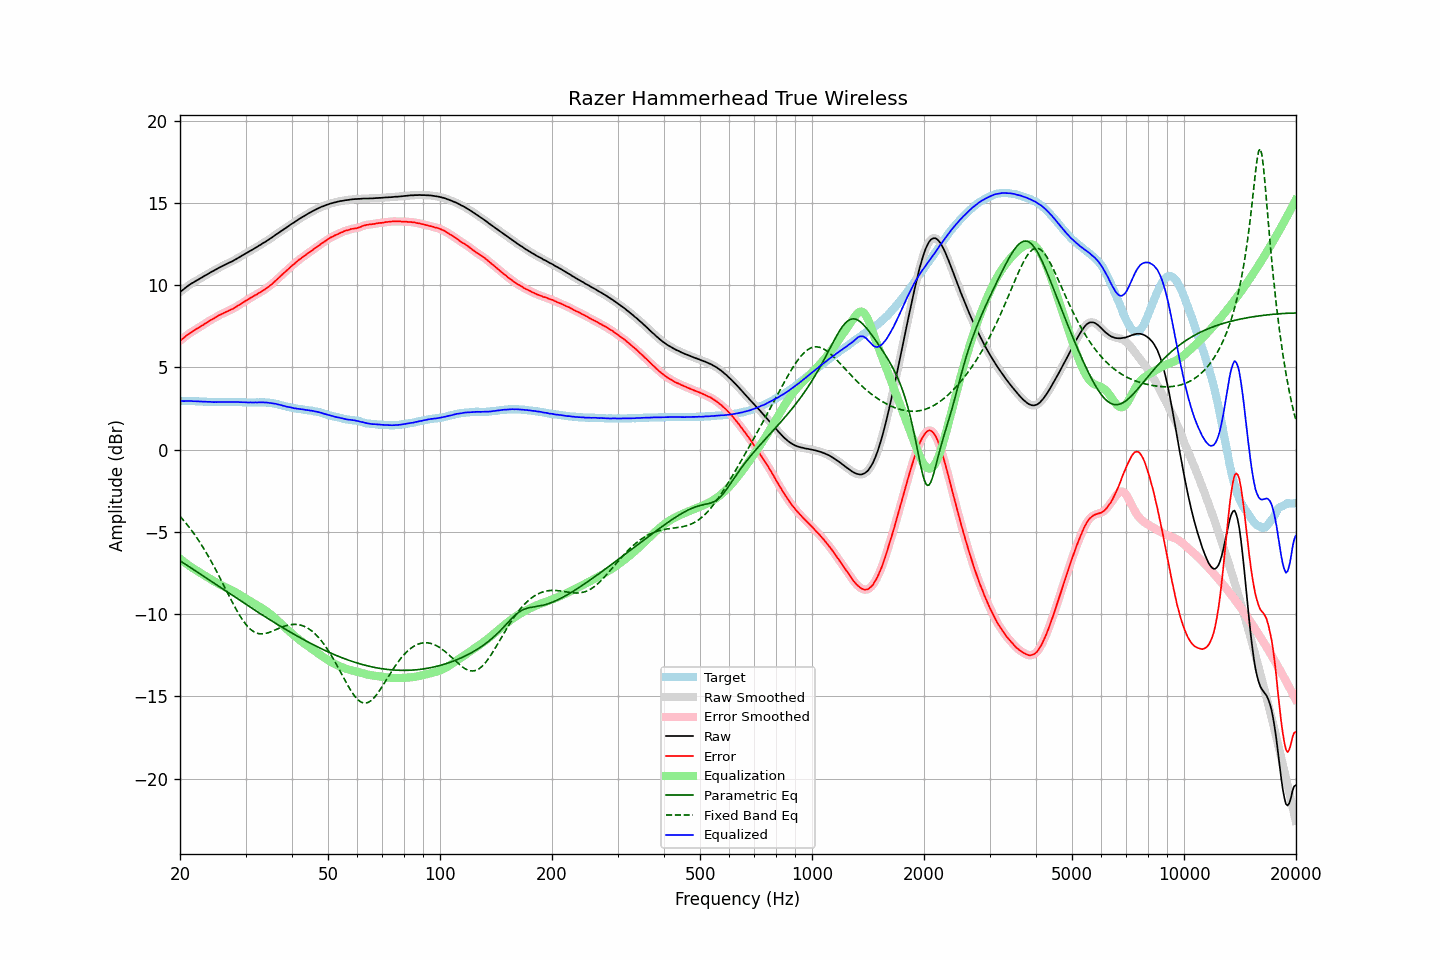 Razer Hammerhead True Wireless
20
15
10
5
0
−5
−10
−15
−20
Amplitude (dBr)
Target
Raw Smoothed
Error Smoothed
Raw
Error
Equalization
Parametric Eq
Fixed Band Eq
Equalized
20 50 100 200 500 1000 2000 5000 10000 20000
Frequency (Hz)